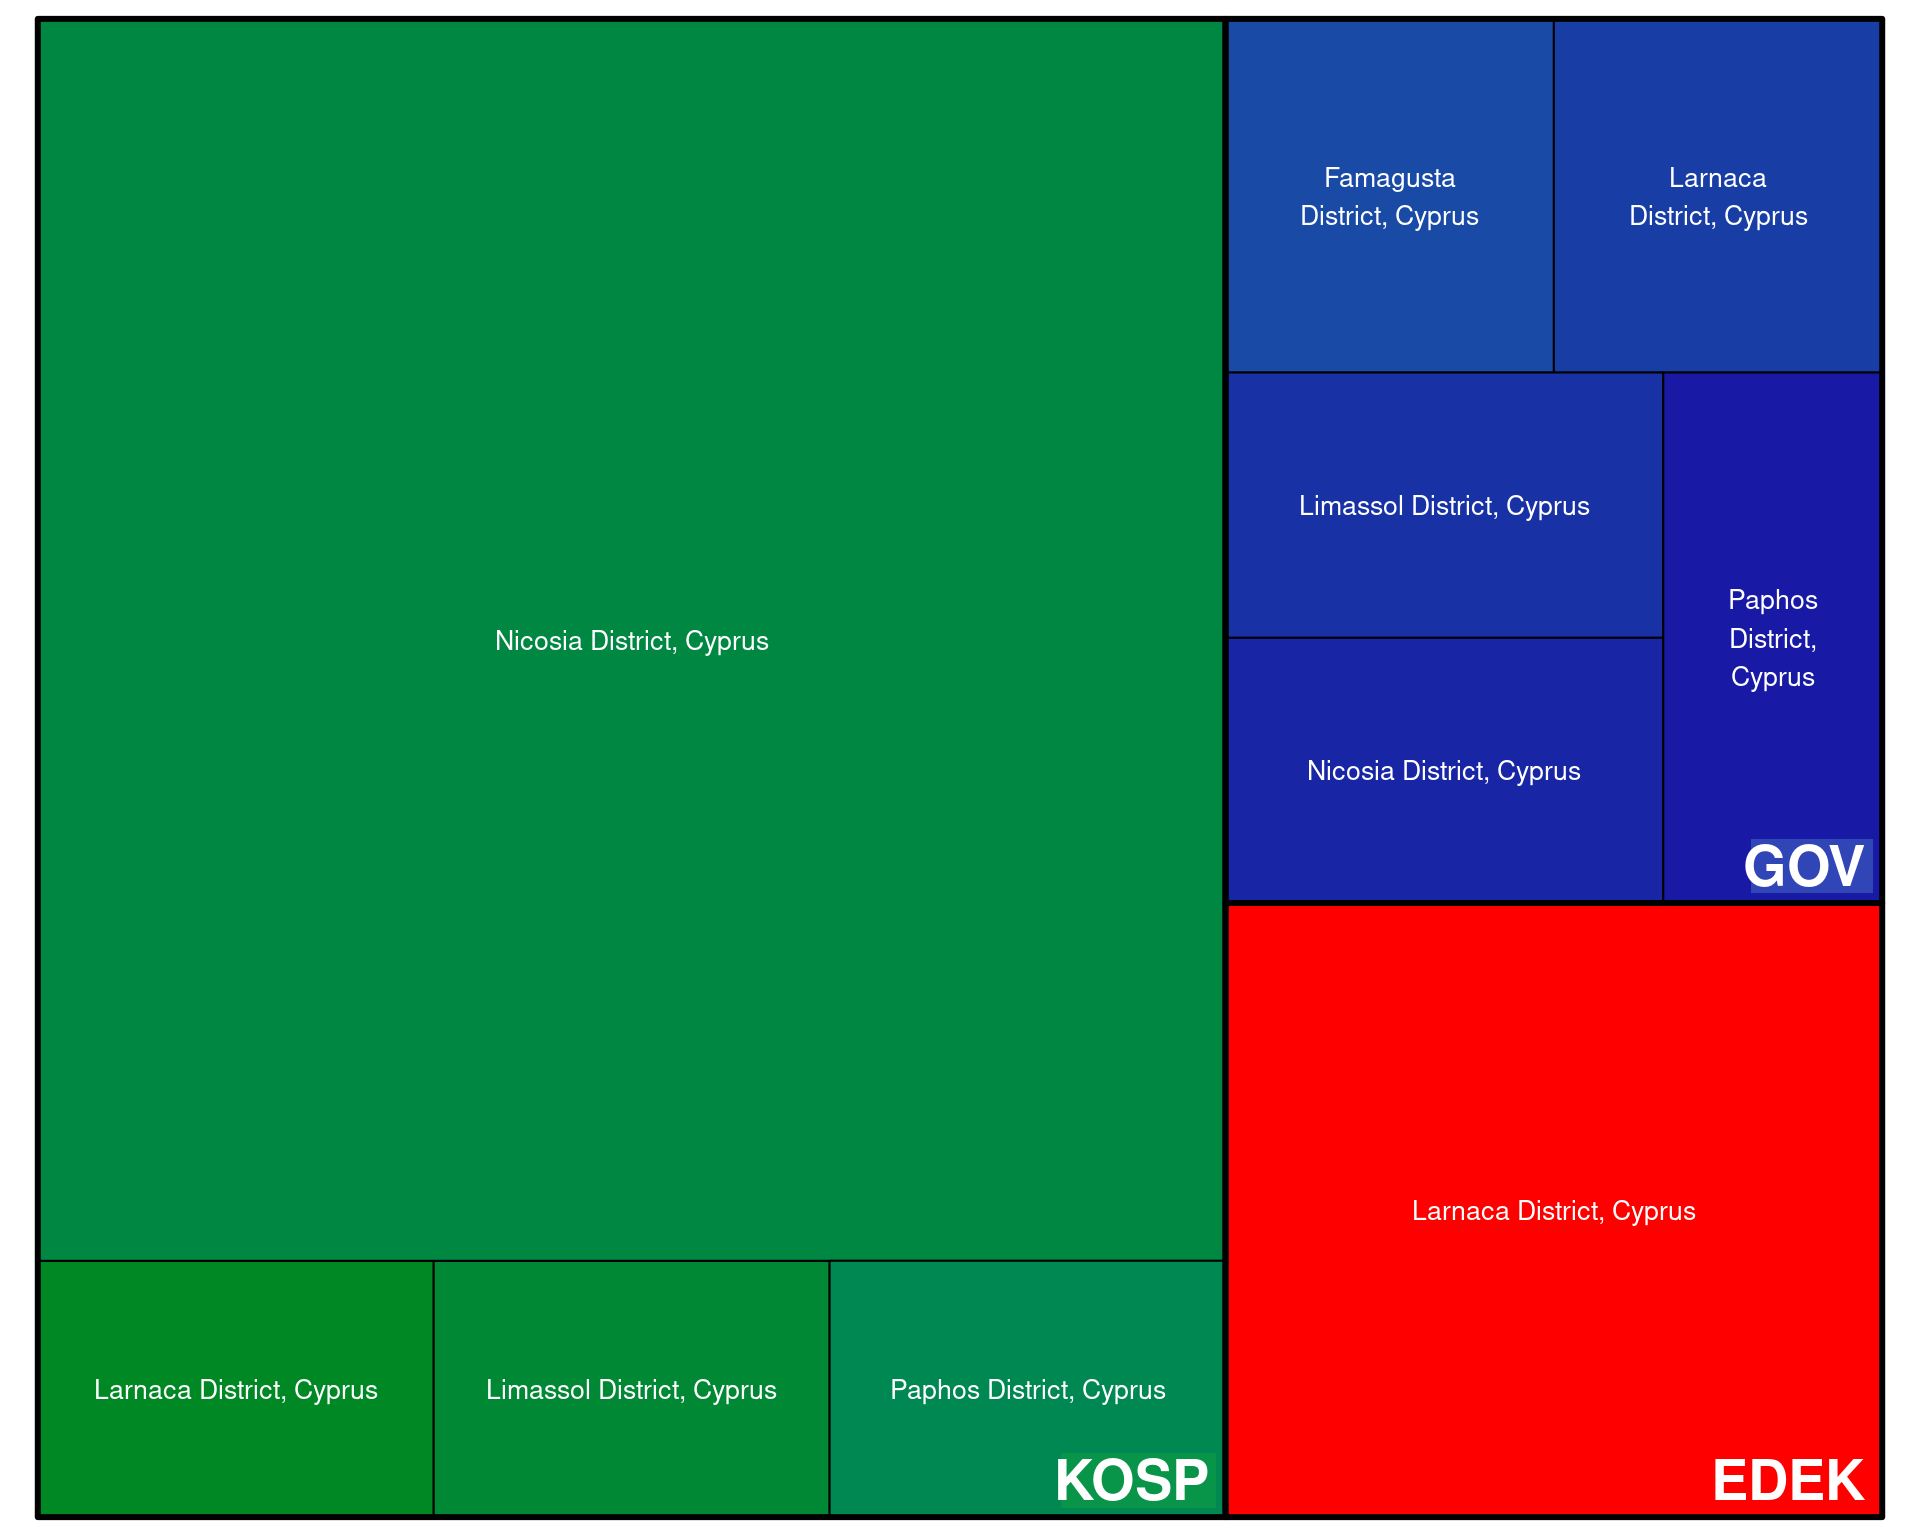 Nicosia District, Cyprus
Larnaca District, Cyprus
Limassol District, Cyprus
Paphos District, Cyprus
KOSP
Famagusta
District, Cyprus
Larnaca
District, Cyprus
Limassol District, Cyprus
Nicosia District, Cyprus
Paphos
District,
Cyprus
GOV
Larnaca District, Cyprus
EDEK